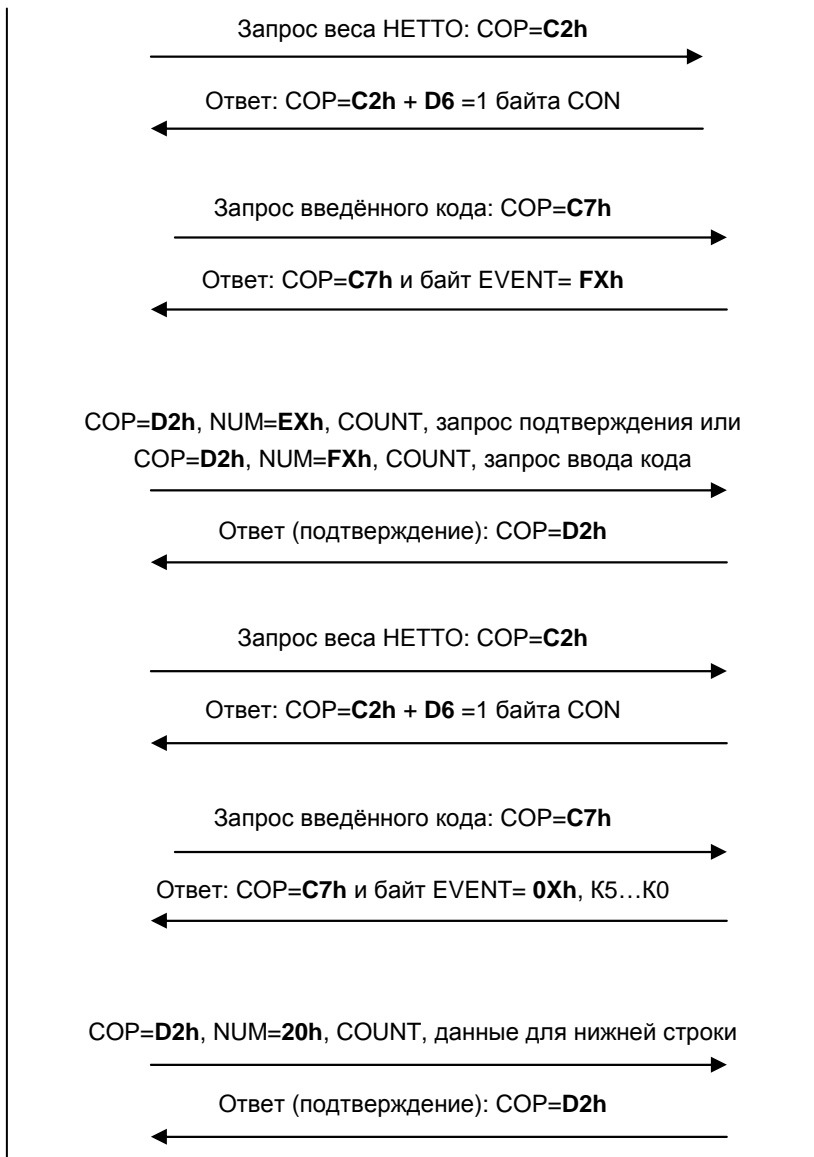 Запрос веса НЕТТО: COP=C2h
Ответ: COP=C2h + D6 =1 байта CON
Запрос введённого кода: COP=C7h
Ответ: COP=C7h и байт EVENT= FXh
COP=D2h, NUM=EXh, COUNT, запрос подтверждения или
COP=D2h, NUM=FXh, COUNT, запрос ввода кода
Ответ (подтверждение): COP=D2h
Запрос веса НЕТТО: COP=C2h
Ответ: COP=C2h + D6 =1 байта CON
Запрос введённого кода: COP=C7h
Ответ: COP=C7h и байт EVENT= 0Xh, К5…К0
COP=D2h, NUM=20h, COUNT, данные для нижней строки
Ответ (подтверждение): COP=D2h